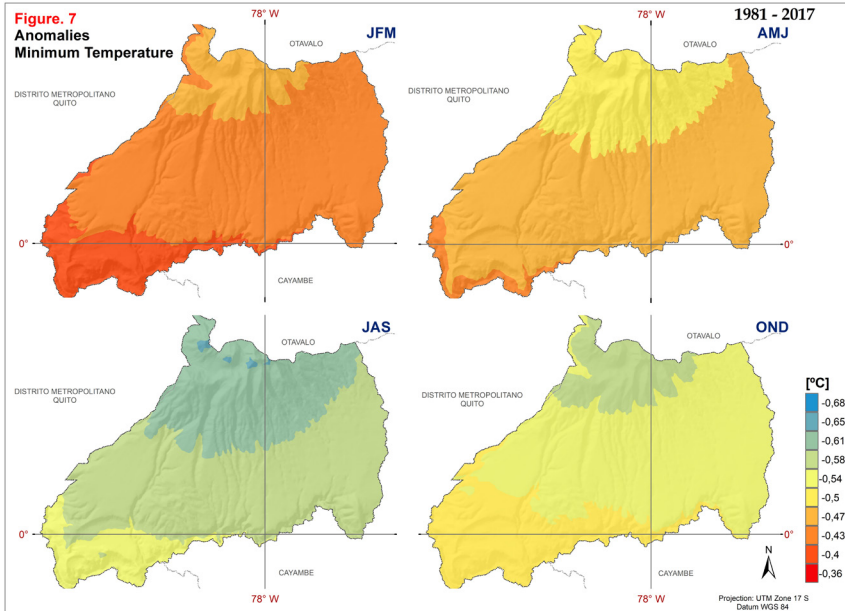 Figure. 7
Anomalies
Minimum Temperature
78° W
JFM
OTAVALO
DISTRITO METROPOLITANO
QUITO
0°
CAYAMBE
78° W
1981 - 2017
AMJ
OTAVALO
DISTRITO METROPOLITANO
QUITO
0°
CAYAMBE
JAS
OTAVALO
DISTRITO METROPOLITANO
QUITO
0°
CAYAMBE
78° W
OND
OTAVALO
DISTRITO METROPOLITANO
QUITO
0°
CAYAMBE
78° W
[ºC]
-0,68
-0,65
-0,61
-0,58
-0,54
-0,5
-0,47
-0,43
-0,4
-0,36
N
Projection: UTM Zone 17 S
Datum WGS 84